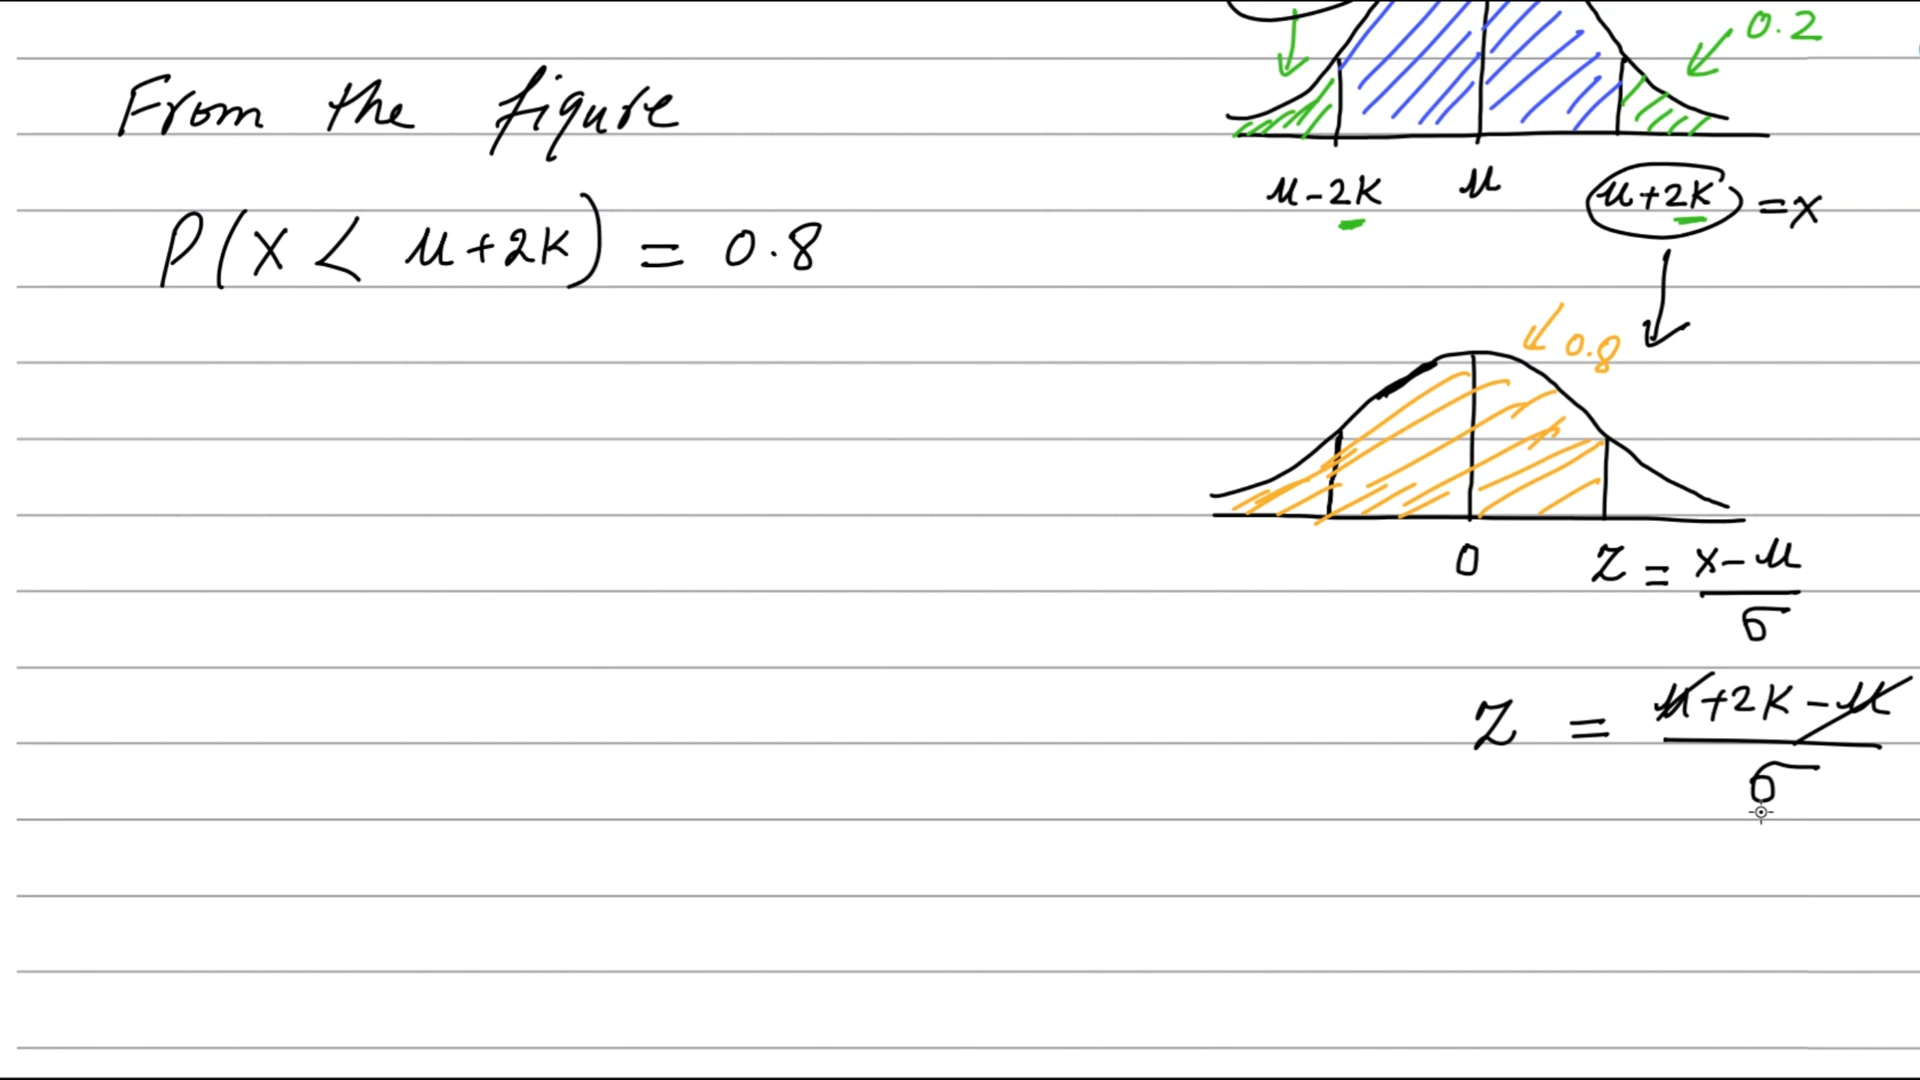 0.2
From the figure
μ-2K μ μ+2K = x
P(X < μ+2K) = 0.8
0.8
0 Z = x-μ/σ
Z = μ+2K-μ/σ